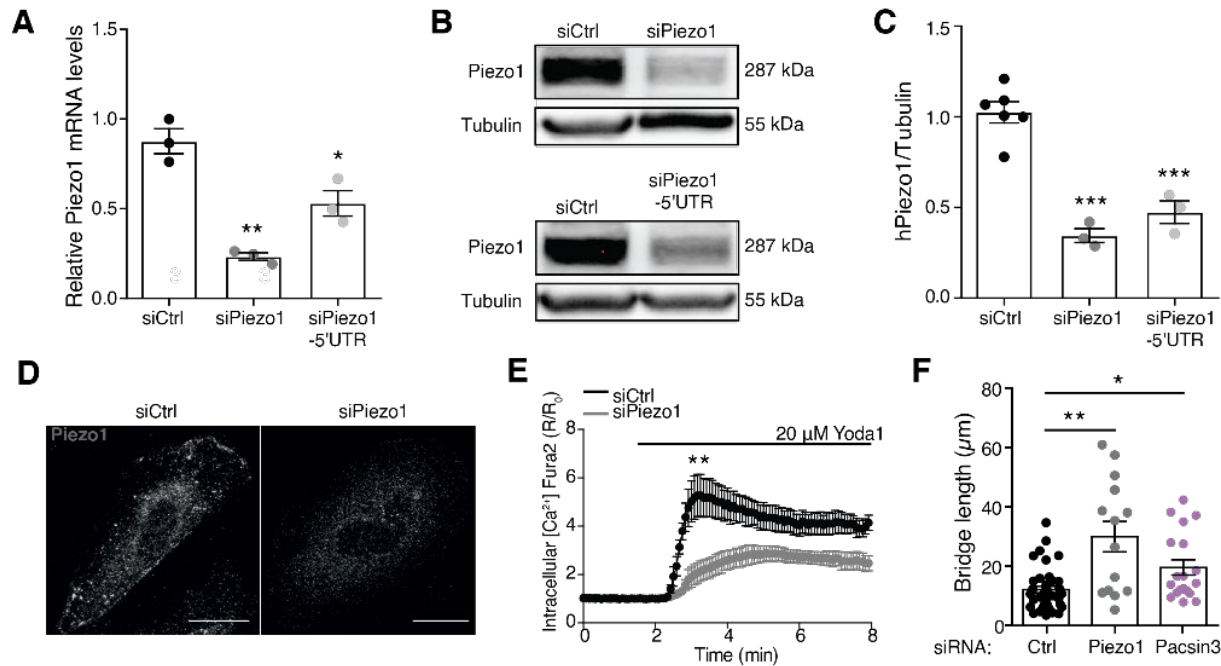 A
Relative Piezo1 mRNA levels
1.5
1.0
0.5
0.0
**
*
siCtrl
siPiezo1
siPiezo1
-5'UTR
B
siCtrl
siPiezo1
Piezo1
287 kDa
Tubulin
55 kDa
siCtrl
siPiezo1
-5'UTR
Piezo1
287 kDa
Tubulin
55 kDa
C
hPiezo1/Tubulin
1.5
1.0
0.5
0.0
***
***
siCtrl
siPiezo1
siPiezo1
-5'UTR
D
siCtrl
siPiezo1
Piezo1
E
siCtrl
siPiezo1
20 µM Yoda1
**
Intracellular [Ca²⁺] Fura2 (R/R₀)
8
6
4
2
1
0
2
4
6
8
Time (min)
F
Bridge length (µm)
80
60
40
20
0
*
**
siRNA:
Ctrl
Piezo1
Pacsin3